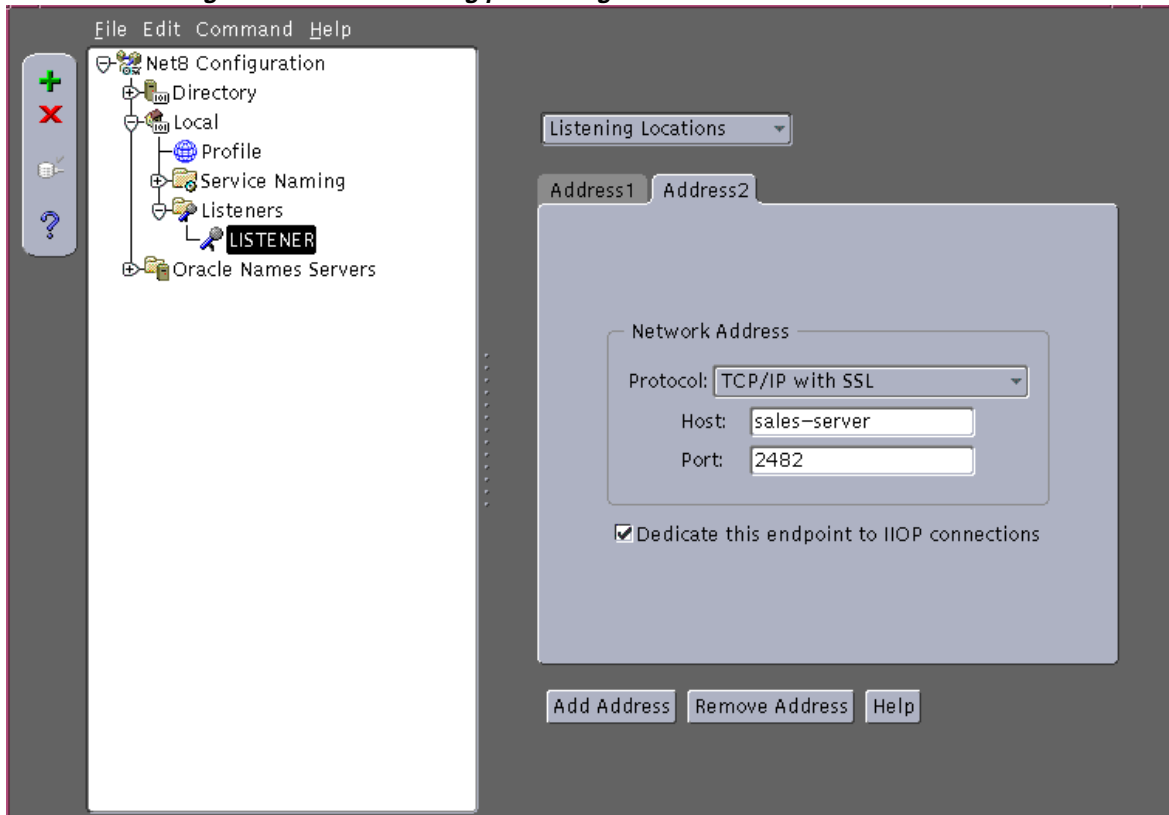 File Edit Command Help
Net8 Configuration
Directory
Local
Profile
Service Naming
Listeners
LISTENER
Oracle Names Servers
Listening Locations
Address1 Address2
Network Address
Protocol: TCP/IP with SSL
Host: sales-server
Port: 2482
Dedicate this endpoint to IIOP connections
Add Address Remove Address Help